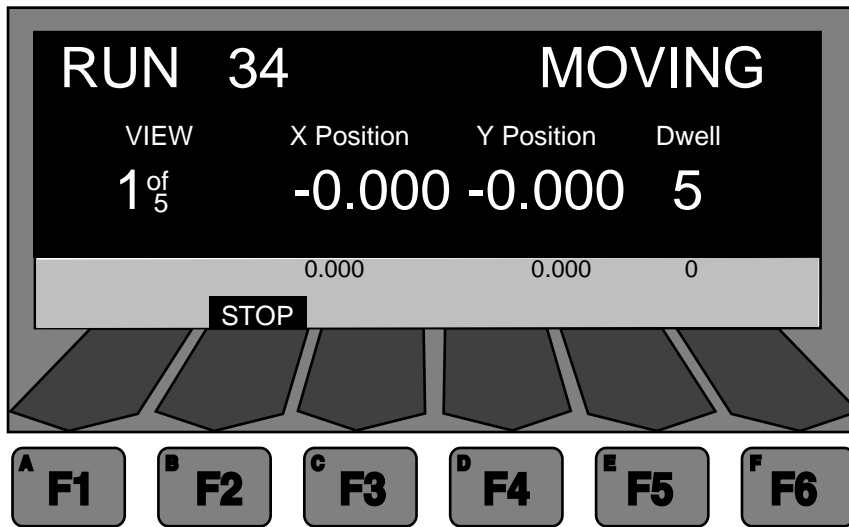 RUN 34 MOVING
VIEW X Position Y Position Dwell
1 of 5 -0.000 -0.000 5
0.000 0.000 0
STOP
A F1 B F2 C F3 D F4 E F5 F F6